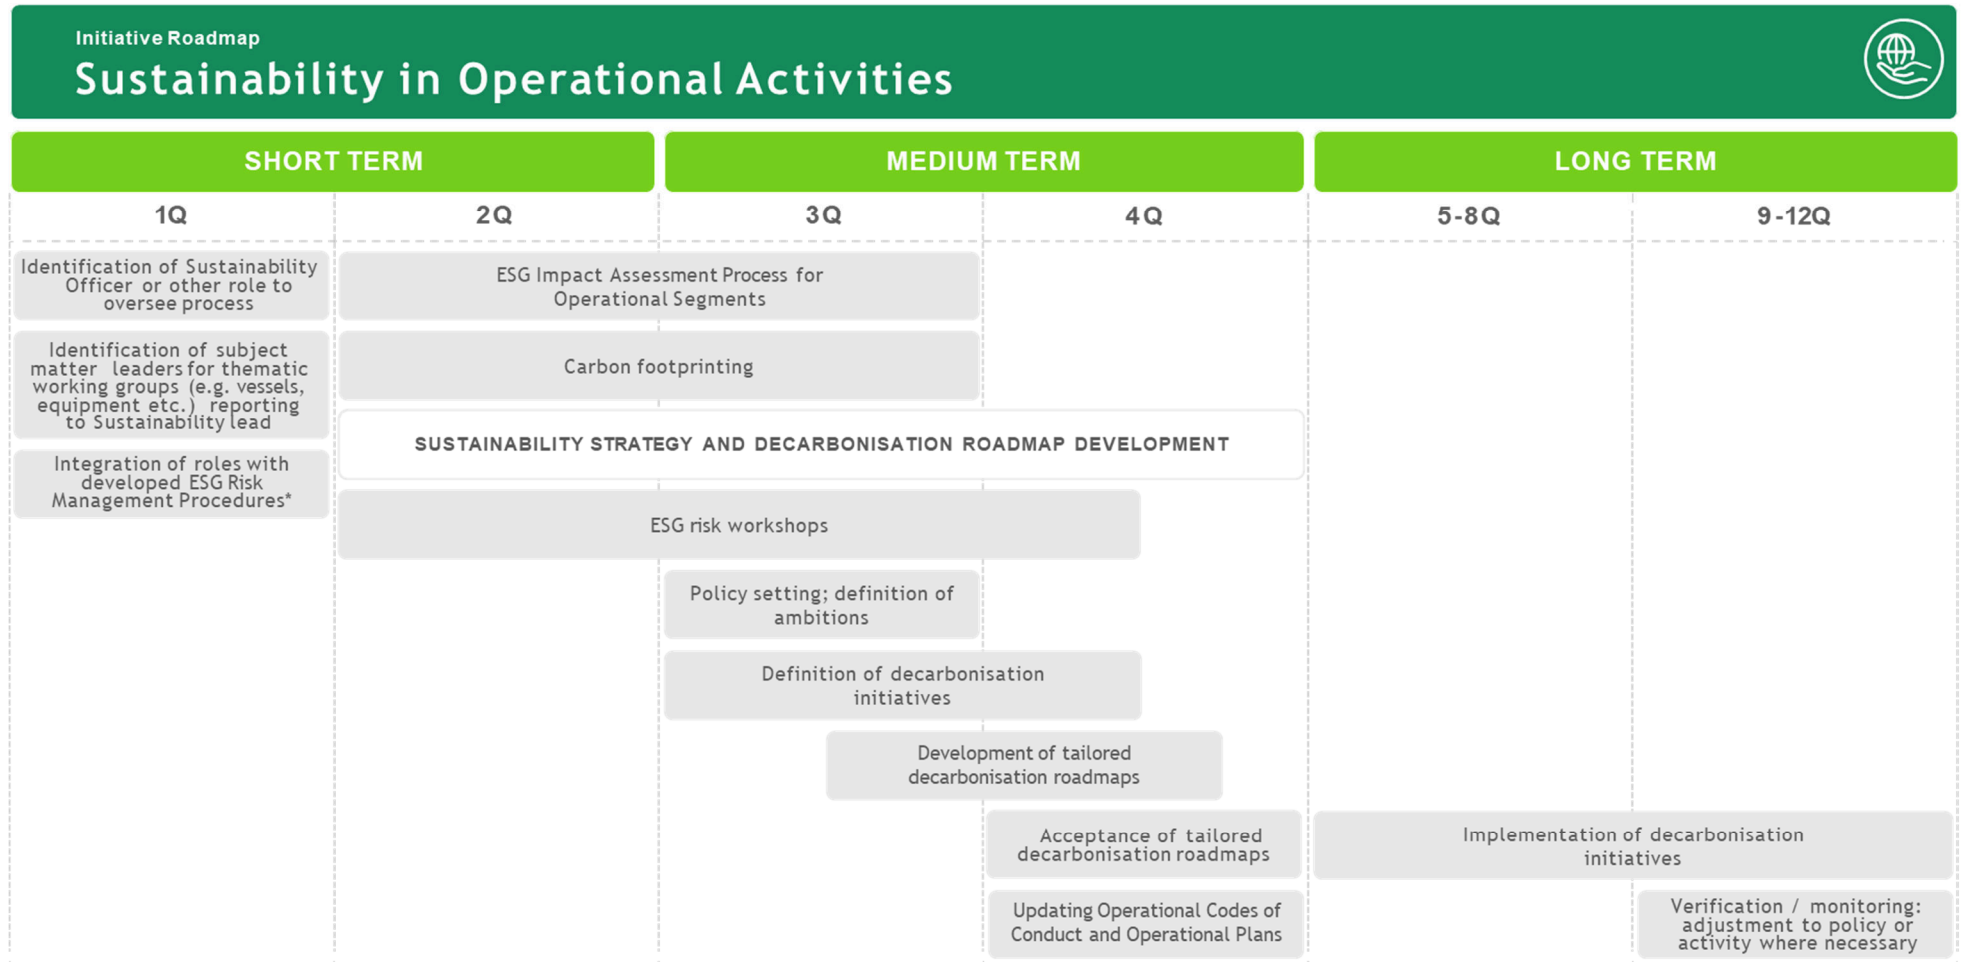 Initiative Roadmap
Sustainability in Operational Activities
SHORT TERM
MEDIUM TERM
LONG TERM
1Q
2Q
3Q
4Q
5-8Q
9-12Q
Identification of Sustainability
Officer or other role to
oversee process
ESG Impact Assessment Process for
Operational Segments
Identification of subject
matter leaders for thematic
working groups (e.g. vessels,
equipment etc.) reporting
to Sustainability lead
Carbon footprinting
SUSTAINABILITY STRATEGY AND DECARBONISATION ROADMAP DEVELOPMENT
Integration of roles with
developed ESG Risk
Management Procedures*
ESG risk workshops
Policy setting; definition of
ambitions
Definition of decarbonisation
initiatives
Development of tailored
decarbonisation roadmaps
Acceptance of tailored
decarbonisation roadmaps
Implementation of decarbonisation
initiatives
Updating Operational Codes of
Conduct and Operational Plans
Verification / monitoring:
adjustment to policy or
activity where necessary